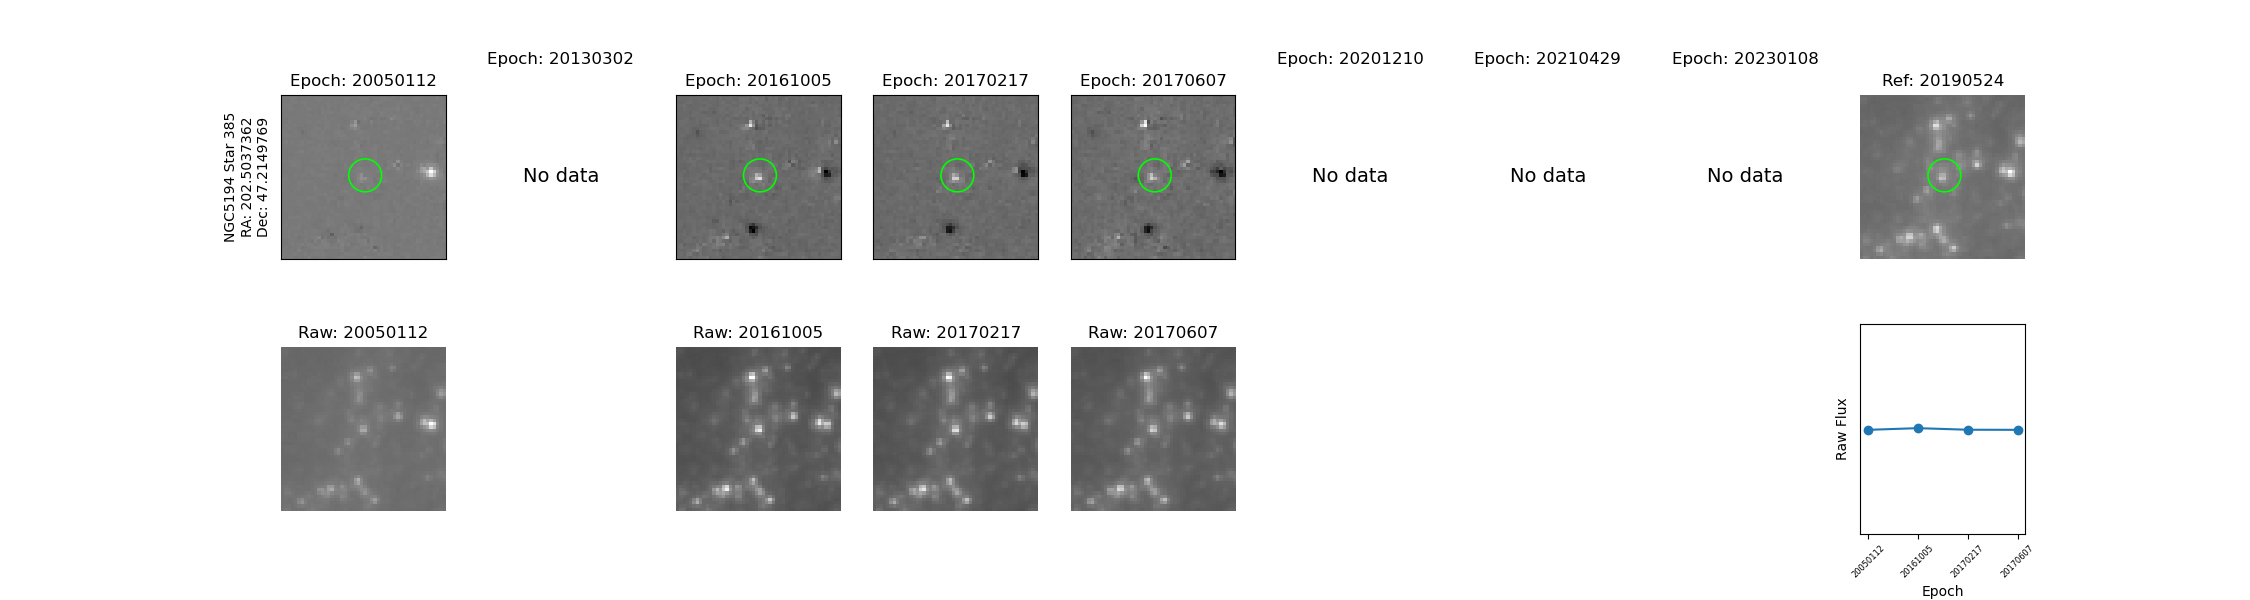 Epoch: 20130302
Epoch: 20201210
Epoch: 20210429
Epoch: 20230108
Epoch: 20050112
Epoch: 20161005
Epoch: 20170217
Epoch: 20170607
Ref: 20190524
NGC5194 Star 385
RA: 202.5037362
Dec: 47.2149769
No data
No data
No data
No data
Raw: 20050112
Raw: 20161005
Raw: 20170217
Raw: 20170607
Raw Flux
20050112
20161005
20170217
20170607
Epoch